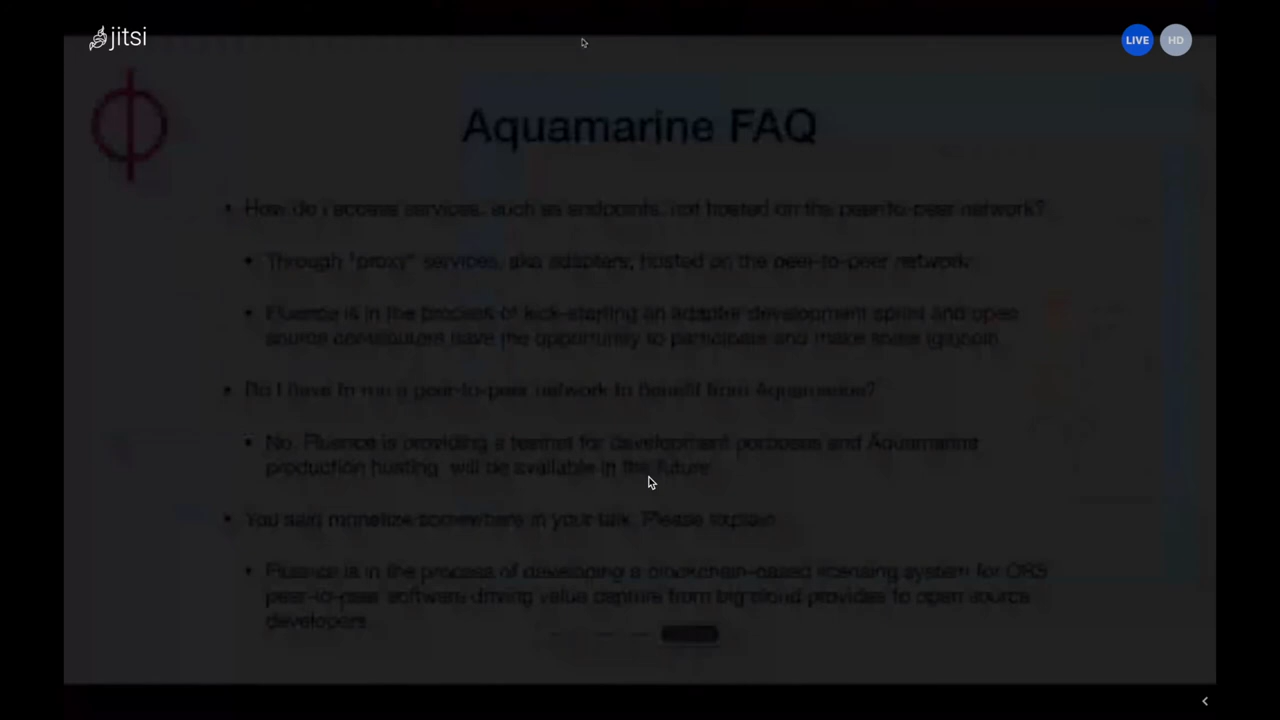 jitsi
LIVE
HD
Aquamarine FAQ
• How do I access services, such as endpoints, not hosted on the peer-to-peer network?
• Through "proxy" services, aka adapters, hosted on the peer-to-peer network
• Fluence is in the process of kick-starting an adapter development sprint and open
source contributers have the opportunity to participate and make some
• Do I have to run a peer-to-peer network to benefit from Aquamarine?
• No. Fluence is providing a testnet for development and Aquamarine
production hosting will be available in the future
• You said monetize somewhere in your talk. Please explain
• Fluence is in the process of developing a blockchain-based licensing system for
peer-to-peer software driving value capture from big cloud to open source
developers